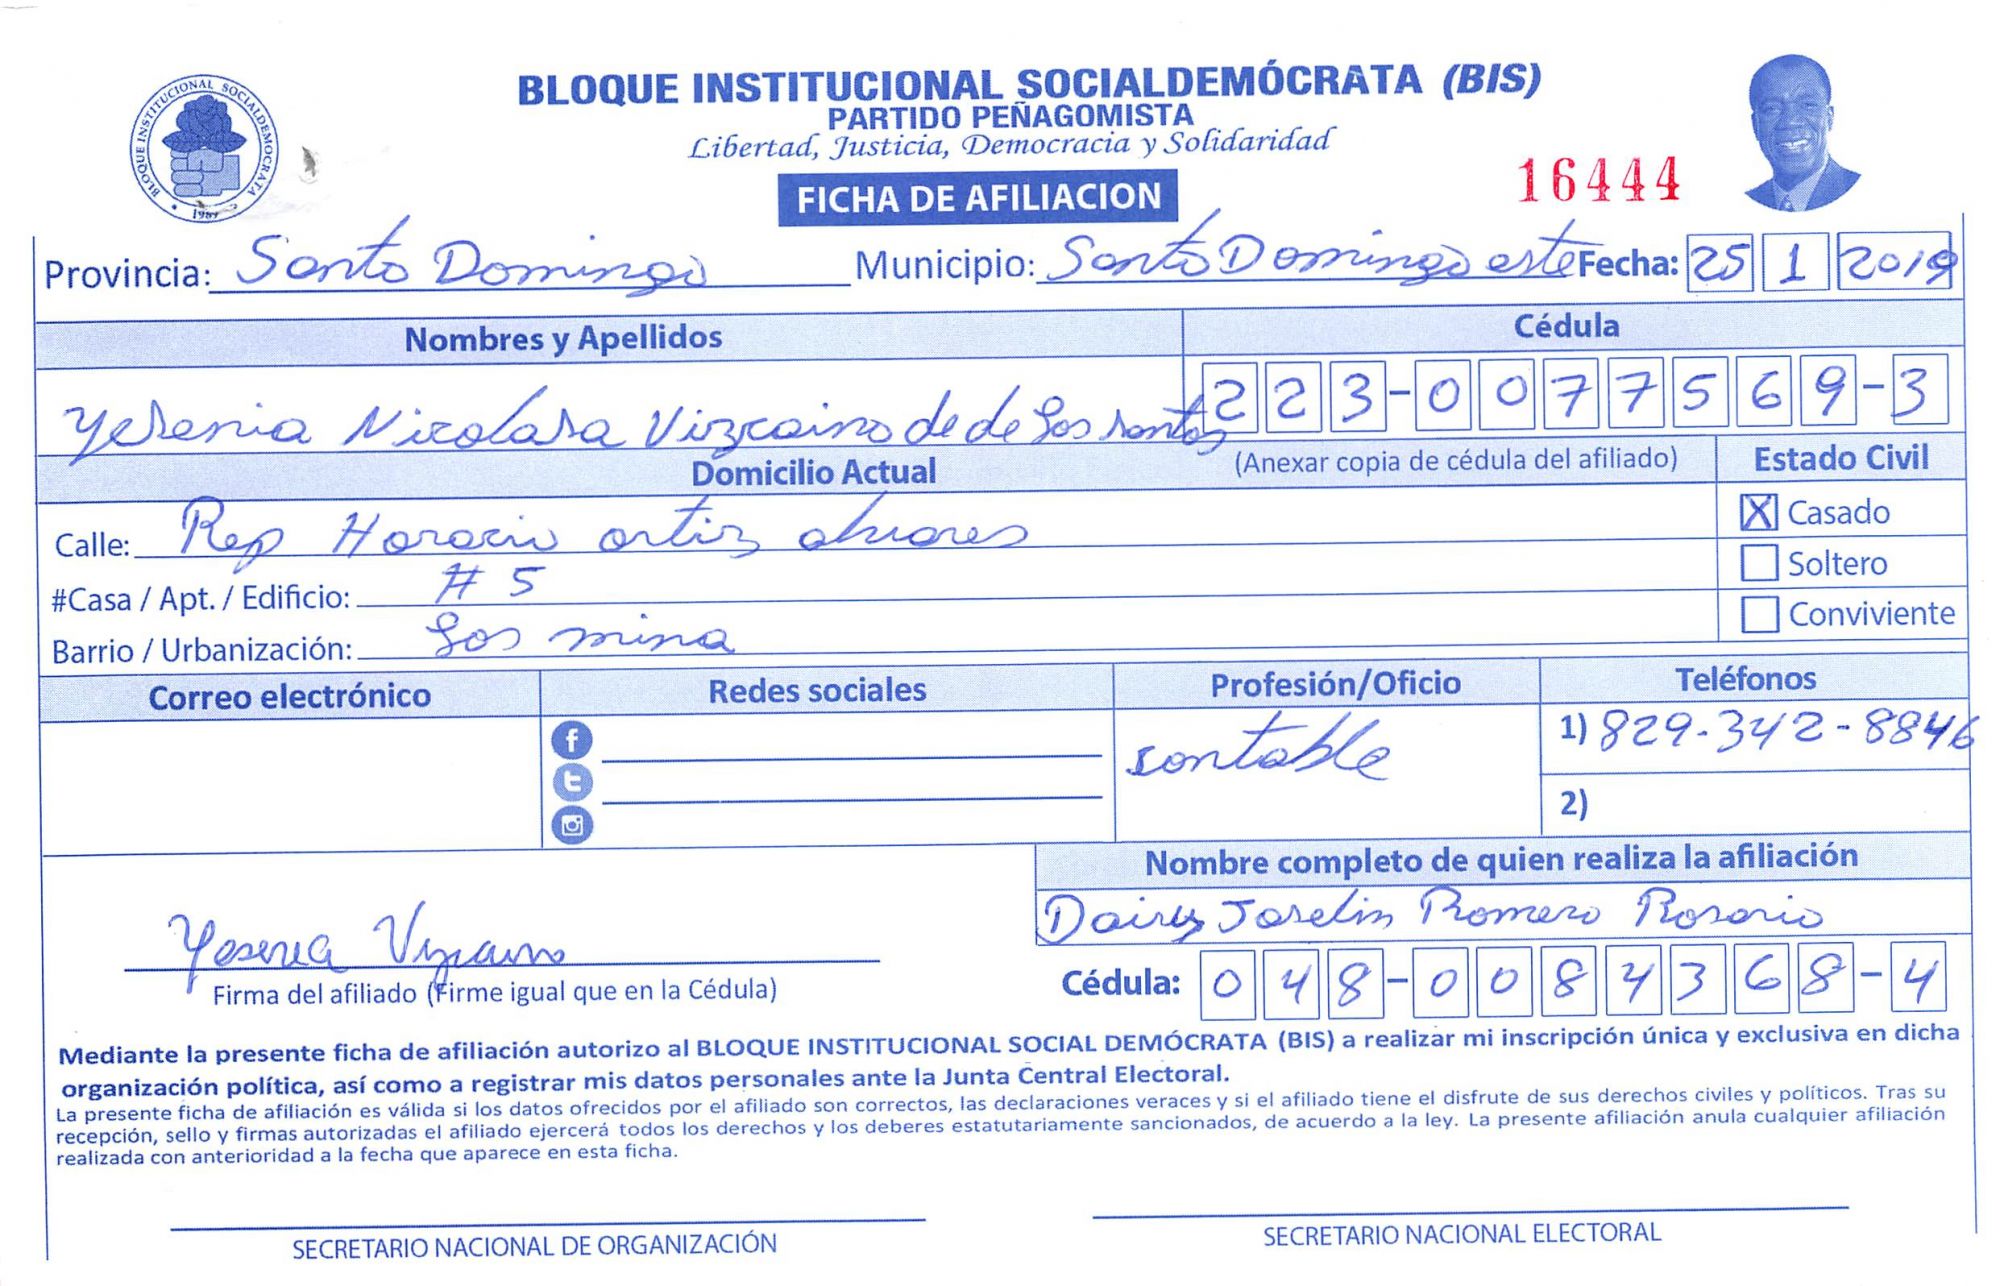 BLOQUE INSTITUCIONAL SOCIALDEMOCRATA
1989
BLOQUE INSTITUCIONAL SOCIALDEMÓCRATA (BIS)
PARTIDO PEÑAGOMISTA
Libertad, Justicia, Democracia y Solidaridad
FICHA DE AFILIACION
16444
Provincia: Santo Domingo Municipio: Santo Domingo este Fecha: 25 1 2019
Nombres y Apellidos Cédula
Yesenia Nicolasa Vizcaino de de Los santos 223-0077569-3
Domicilio Actual (Anexar copia de cédula del afiliado) Estado Civil
Calle: Rep Horacio ortiz alvares X Casado
#Casa / Apt. / Edificio: # 5 Soltero
Barrio / Urbanización: Los mina Conviviente
Correo electrónico Redes sociales Profesión/Oficio Teléfonos
contable 1) 829-342-8846
2)
Nombre completo de quien realiza la afiliación
Dairys Joselin Romero Rosario
Yesenia Vizcaino
Firma del afiliado (Firme igual que en la Cédula) Cédula: 048-0084368-4
Mediante la presente ficha de afiliación autorizo al BLOQUE INSTITUCIONAL SOCIAL DEMÓCRATA (BIS) a realizar mi inscripción única y exclusiva en dicha
organización política, así como a registrar mis datos personales ante la Junta Central Electoral.
La presente ficha de afiliación es válida si los datos ofrecidos por el afiliado son correctos, las declaraciones veraces y si el afiliado tiene el disfrute de sus derechos civiles y políticos. Tras su
recepción, sello y firmas autorizadas el afiliado ejercerá todos los derechos y los deberes estatutariamente sancionados, de acuerdo a la ley. La presente afiliación anula cualquier afiliación
realizada con anterioridad a la fecha que aparece en esta ficha.
SECRETARIO NACIONAL DE ORGANIZACIÓN SECRETARIO NACIONAL ELECTORAL